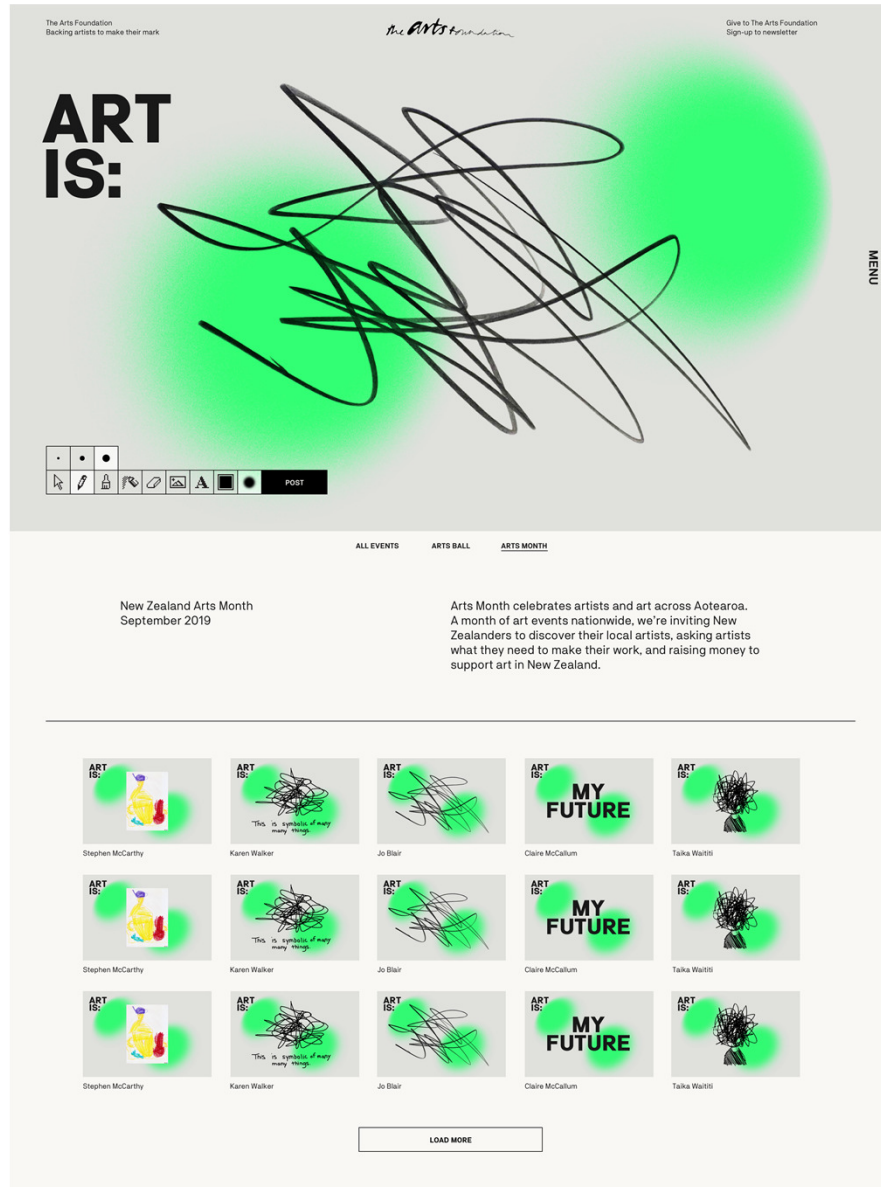 The Arts Foundation
Backing artists to make their mark
the arts foundation
Give to The Arts Foundation
Sign-up to newsletter
ART
IS:
MENU
A
POST
ALL EVENTS
ARTS BALL
ARTS MONTH
New Zealand Arts Month
September 2019
Arts Month celebrates artists and art across Aotearoa.
A month of art events nationwide, we’re inviting New
Zealanders to discover their local artists, asking artists
what they need to make their work, and raising money to
support art in New Zealand.
ART
IS:
Stephen McCarthy
ART
IS:
This is symbolic of many
many things.
Karen Walker
ART
IS:
Jo Blair
ART
IS:
MY
FUTURE
Claire McCallum
ART
IS:
Taika Waititi
ART
IS:
Stephen McCarthy
ART
IS:
This is symbolic of many
many things.
Karen Walker
ART
IS:
Jo Blair
ART
IS:
MY
FUTURE
Claire McCallum
ART
IS:
Taika Waititi
ART
IS:
Stephen McCarthy
ART
IS:
This is symbolic of many
many things.
Karen Walker
ART
IS:
Jo Blair
ART
IS:
MY
FUTURE
Claire McCallum
ART
IS:
Taika Waititi
LOAD MORE